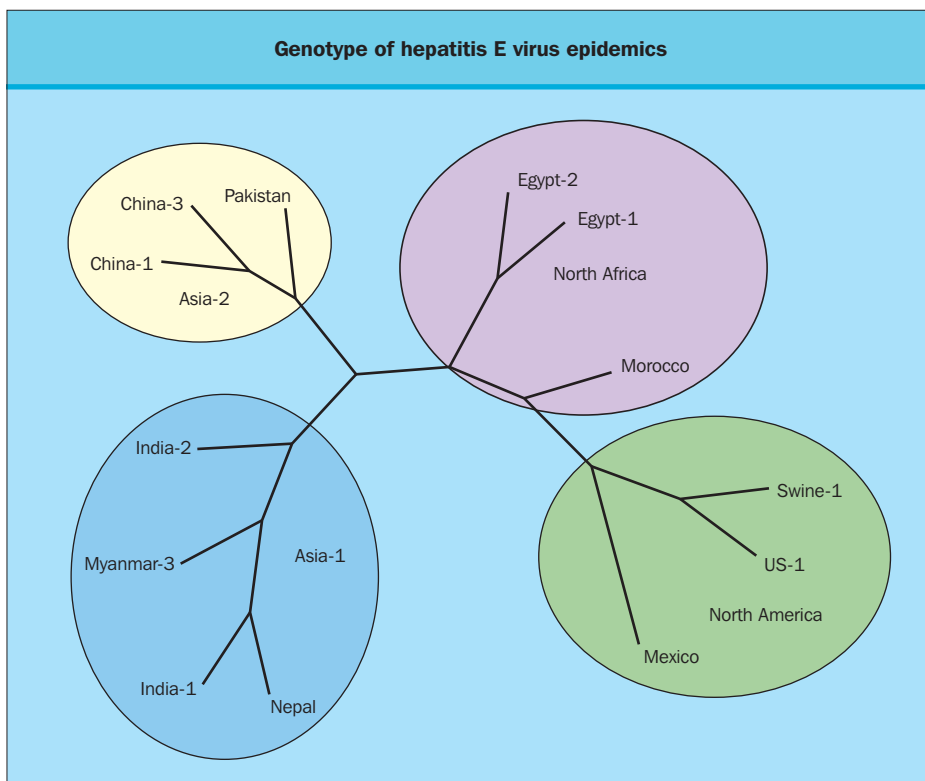 Genotype of hepatitis E virus epidemics
China-3
Pakistan
China-1
Asia-2
Egypt-2
Egypt-1
North Africa
Morocco
India-2
Myanmar-3
Asia-1
India-1
Nepal
Swine-1
US-1
North America
Mexico